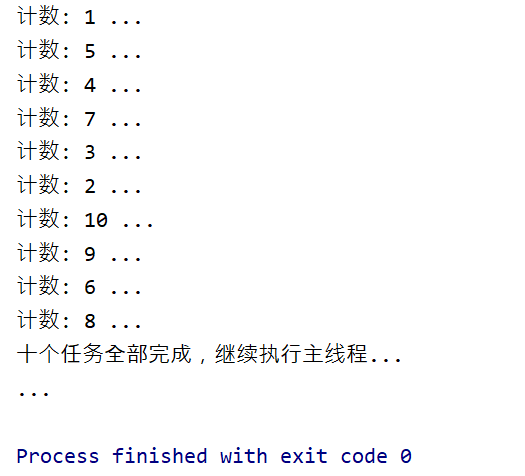 计数: 1 ...
计数: 5 ...
计数: 4 ...
计数: 7 ...
计数: 3 ...
计数: 2 ...
计数: 10 ...
计数: 9 ...
计数: 6 ...
计数: 8 ...
十个任务全部完成，继续执行主线程...
...
Process finished with exit code 0